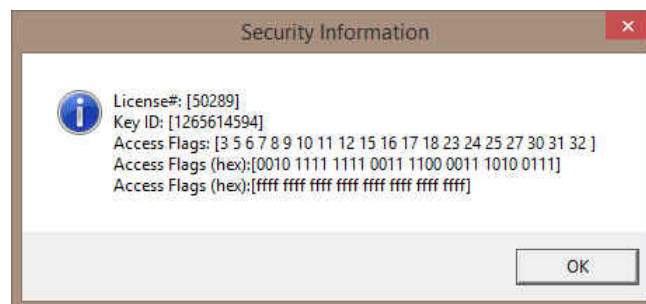 Security Information
License#: [50289]
Key ID: [1265614594]
Access Flags: [3 5 6 7 8 9 10 11 12 15 16 17 18 23 24 25 27 30 31 32 ]
Access Flags (hex):[0010 1111 1111 0011 1100 0011 1010 0111]
Access Flags (hex):[ffff ffff ffff ffff ffff ffff ffff ffff]
OK